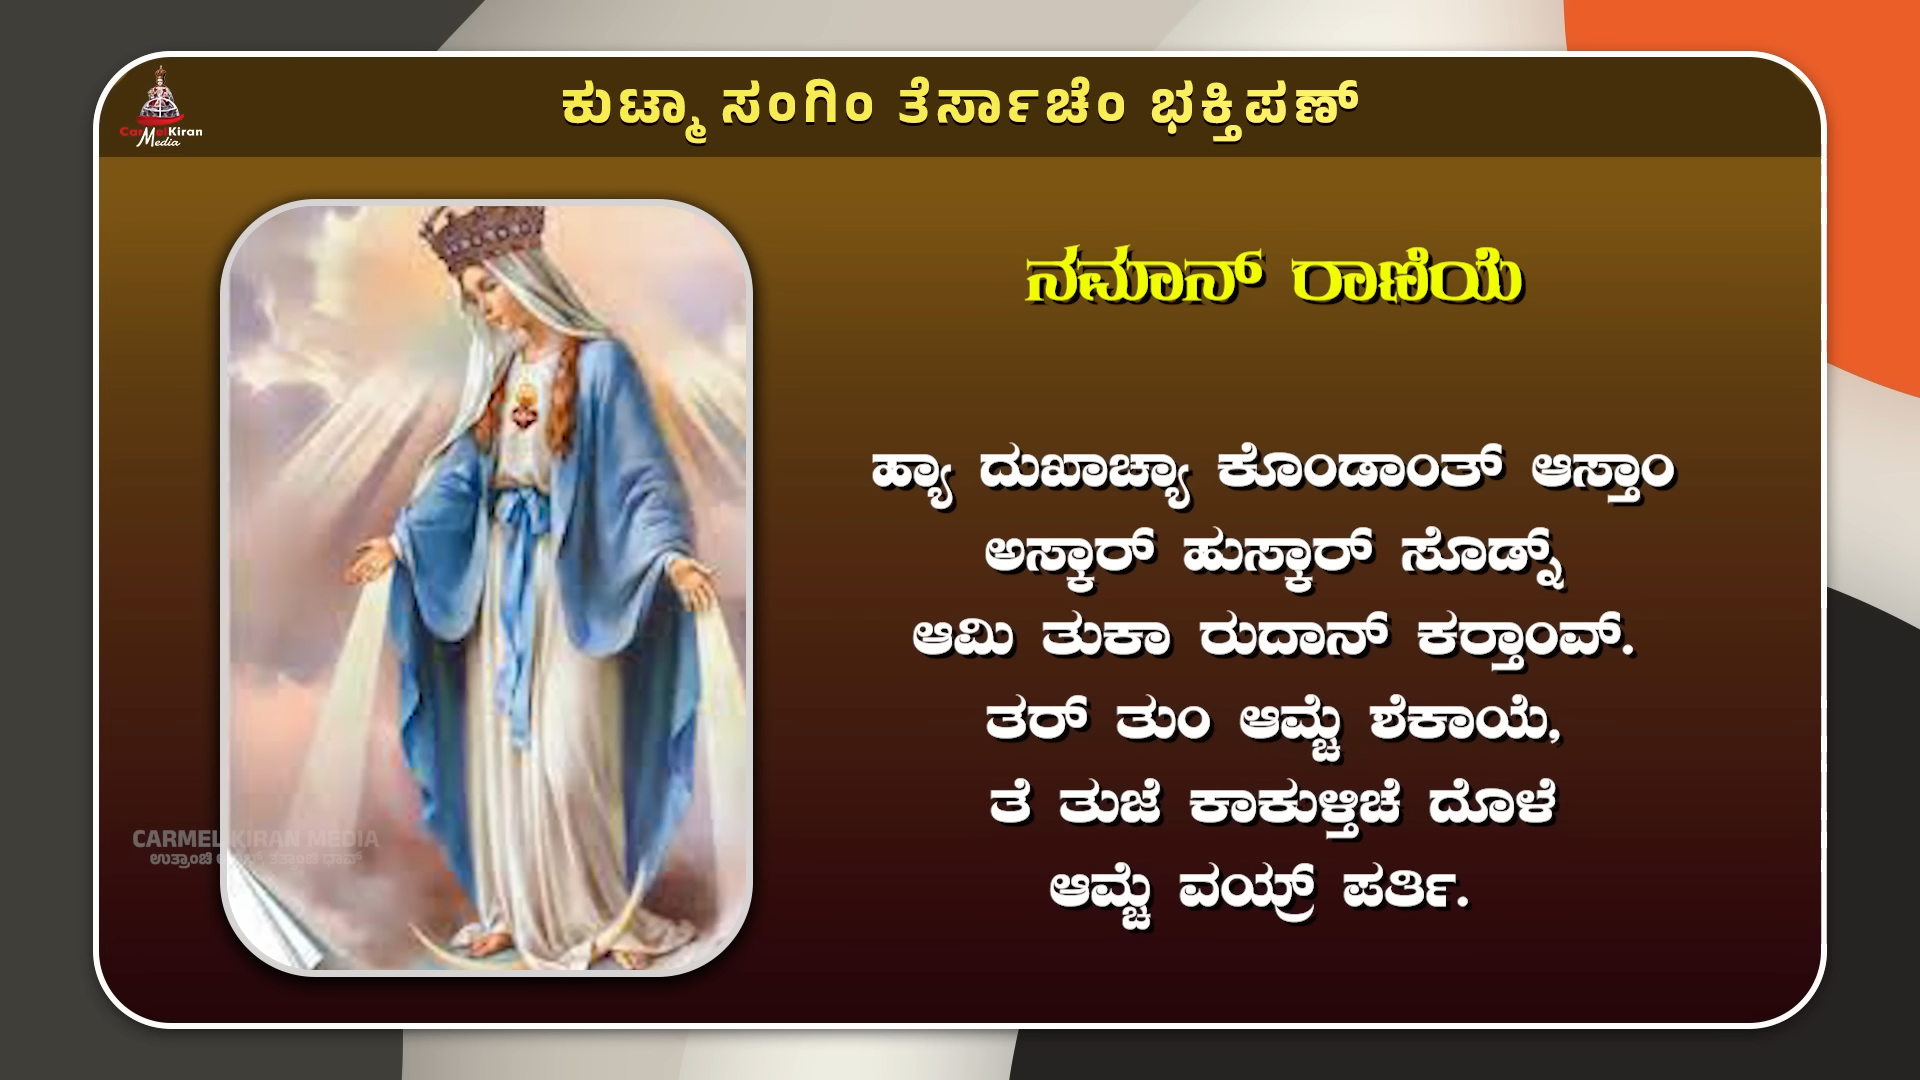 ಕುಟ್ಮಾ ಸಂಗಿಂ ತೆರ್ಸಾಚೆಂ ಭಕ್ತಿಪಣ್
CarmelKiran
Media
ನಮಾನ್ ರಾಣಿಯೆ
ಹ್ಯಾ ದುಖಾಚ್ಯಾ ಕೊಂಡಾಂತ್ ಆಸ್ತಾಂ
ಅಸ್ಕಾರ್ ಹುಸ್ಕಾರ್ ಸೊಡ್ನ್
ಆಮಿ ತುಕಾ ರುದಾನ್ ಕರ‍್ತಾಂವ್.
ತರ್ ತುಂ ಆಮ್ಚೆ ಶೆಕಾಯೆ,
ತೆ ತುಜೆ ಕಾಕುಳ್ತಿಚೆ ದೊಳೆ
ಆಮ್ಚೆ ವಯ್ರ್ ಪರ್ತಿ.
CARMEL KIRAN MEDIA